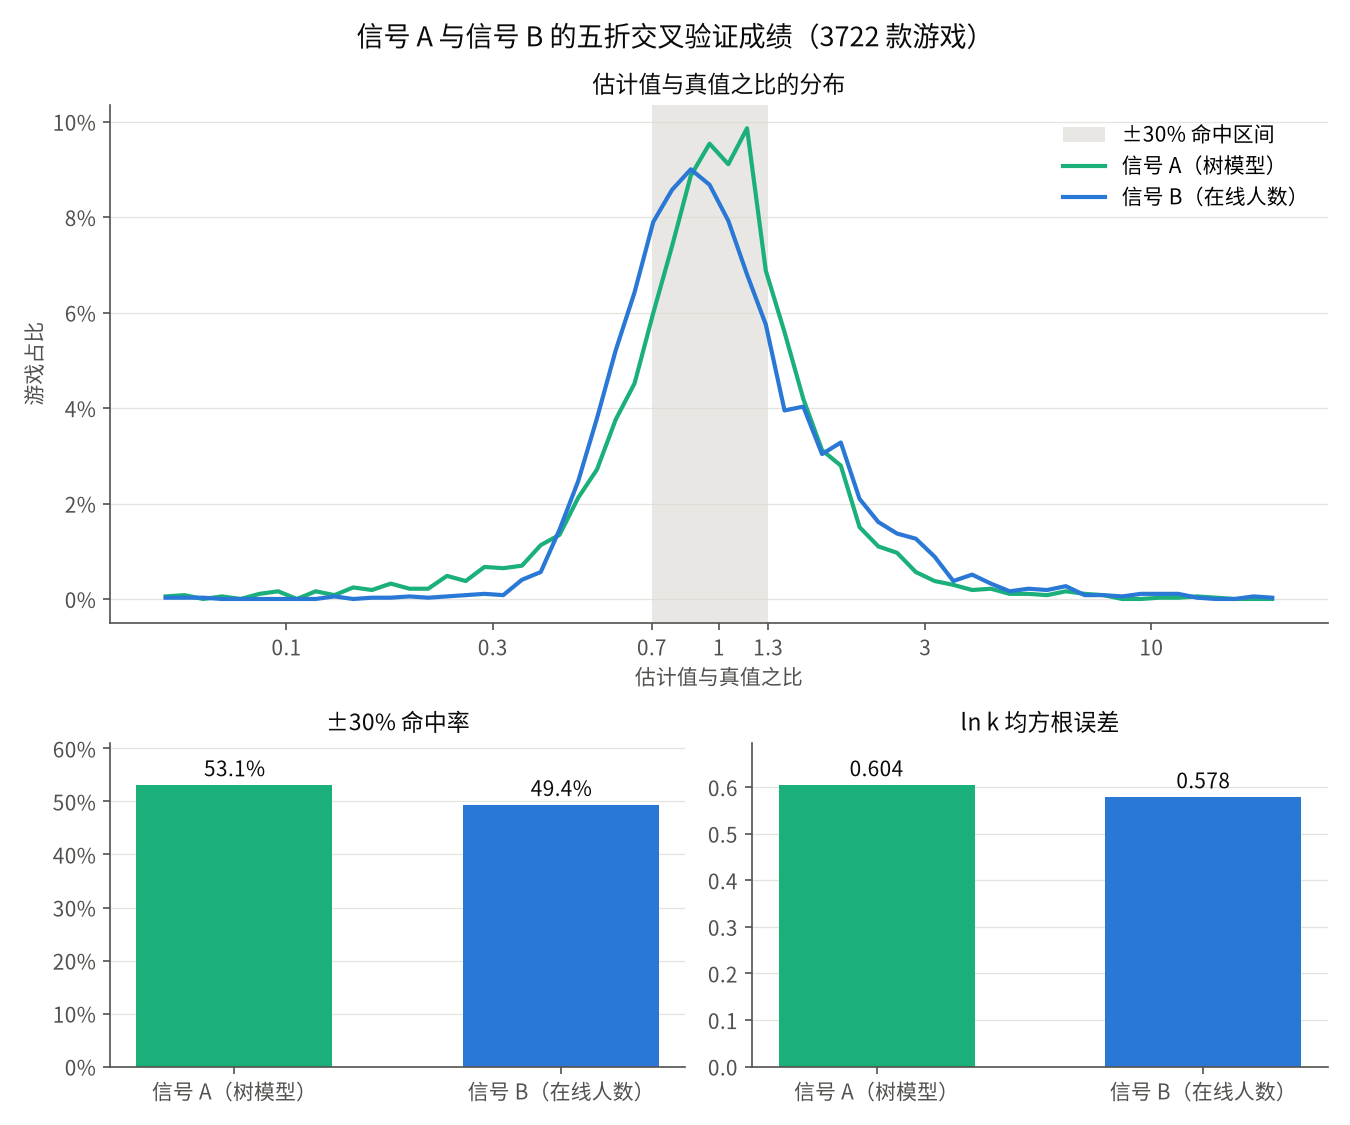 信号 A 与信号 B 的五折交叉验证成绩（3722 款游戏）
估计值与真值之比的分布
10%
8%
6%
4%
2%
0%
游戏占比
±30% 命中区间
信号 A（树模型）
信号 B（在线人数）
0.1
0.3
0.7
1
1.3
3
10
估计值与真值之比
±30% 命中率
60%
50%
40%
30%
20%
10%
0%
53.1%
49.4%
信号 A（树模型）
信号 B（在线人数）
ln k 均方根误差
0.6
0.5
0.4
0.3
0.2
0.1
0.0
0.604
0.578
信号 A（树模型）
信号 B（在线人数）